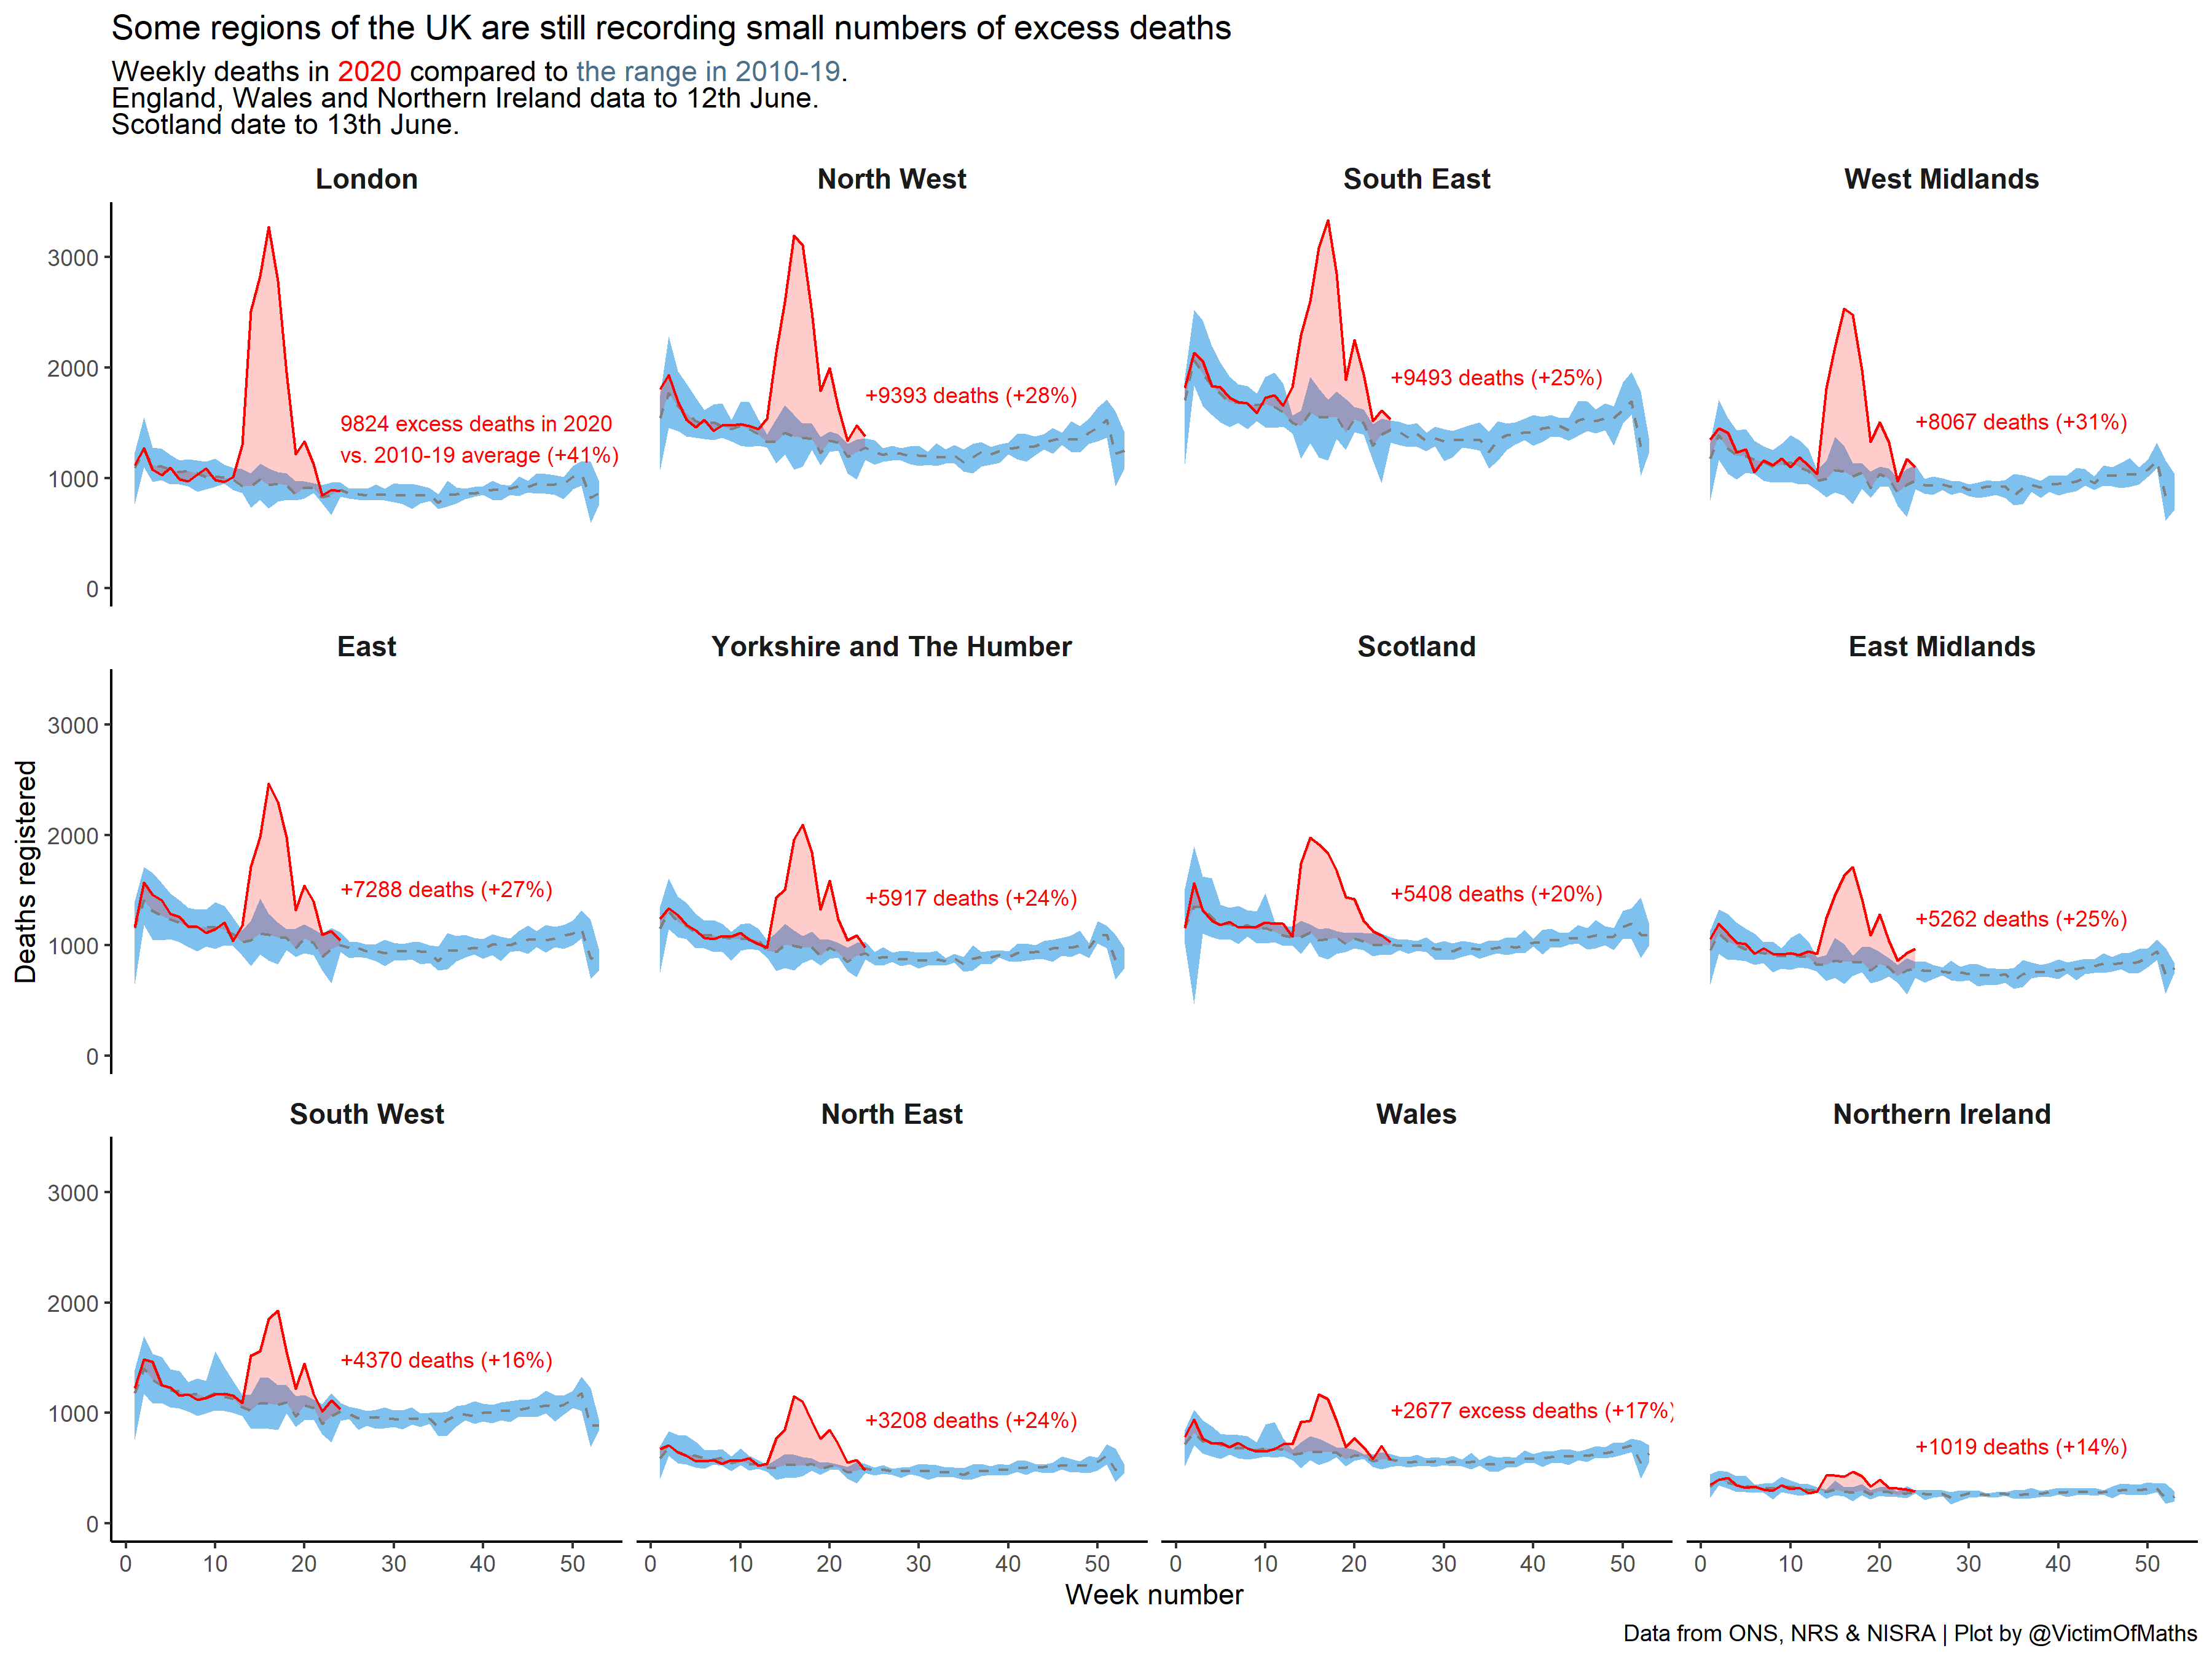 Some regions of the UK are still recording small numbers of excess deaths
Weekly deaths in 2020 compared to the range in 2010-19.
England, Wales and Northern Ireland data to 12th June.
Scotland date to 13th June.
London
North West
South East
West Midlands
3000
2000
1000
0
9824 excess deaths in 2020
vs. 2010-19 average (+41%)
+9393 deaths (+28%)
+9493 deaths (+25%)
+8067 deaths (+31%)
East
Yorkshire and The Humber
Scotland
East Midlands
Deaths registered
3000
2000
1000
0
+7288 deaths (+27%)
+5917 deaths (+24%)
+5408 deaths (+20%)
+5262 deaths (+25%)
South West
North East
Wales
Northern Ireland
3000
2000
1000
0
+4370 deaths (+16%)
+3208 deaths (+24%)
+2677 excess deaths (+17%)
+1019 deaths (+14%)
0 10 20 30 40 50
0 10 20 30 40 50
0 10 20 30 40 50
0 10 20 30 40 50
Week number
Data from ONS, NRS & NISRA | Plot by @VictimOfMaths